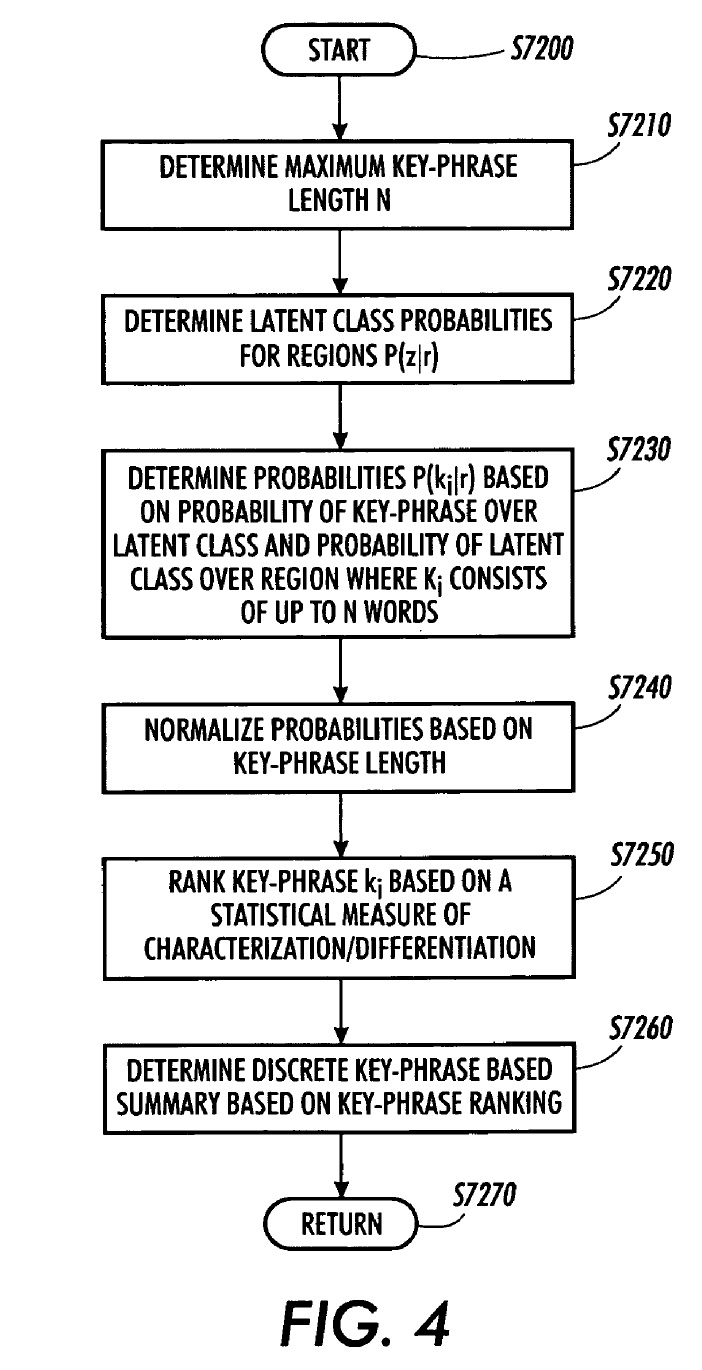 START
S7200
S7210
DETERMINE MAXIMUM KEY-PHRASE
LENGTH N
S7220
DETERMINE LATENT CLASS PROBABILITIES
FOR REGIONS P(z|r)
S7230
DETERMINE PROBABILITIES P(ki|r) BASED
ON PROBABILITY OF KEY-PHRASE OVER
LATENT CLASS AND PROBABILITY OF LATENT
CLASS OVER REGION WHERE Ki CONSISTS
OF UP TO N WORDS
S7240
NORMALIZE PROBABILITIES BASED ON
KEY-PHRASE LENGTH
S7250
RANK KEY-PHRASE ki BASED ON A
STATISTICAL MEASURE OF
CHARACTERIZATION/DIFFERENTIATION
S7260
DETERMINE DISCRETE KEY-PHRASE BASED
SUMMARY BASED ON KEY-PHRASE RANKING
S7270
RETURN
FIG. 4